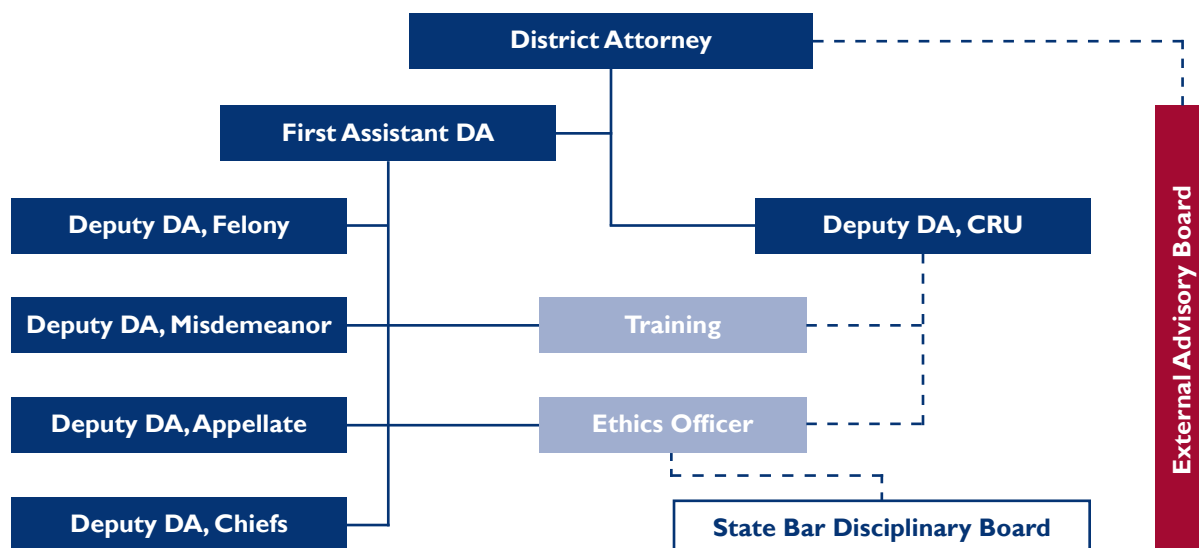 District Attorney
First Assistant DA
Deputy DA, Felony
Deputy DA, CRU
Deputy DA, Misdemeanor
Training
Deputy DA, Appellate
Ethics Officer
Deputy DA, Chiefs
State Bar Disciplinary Board
External Advisory Board